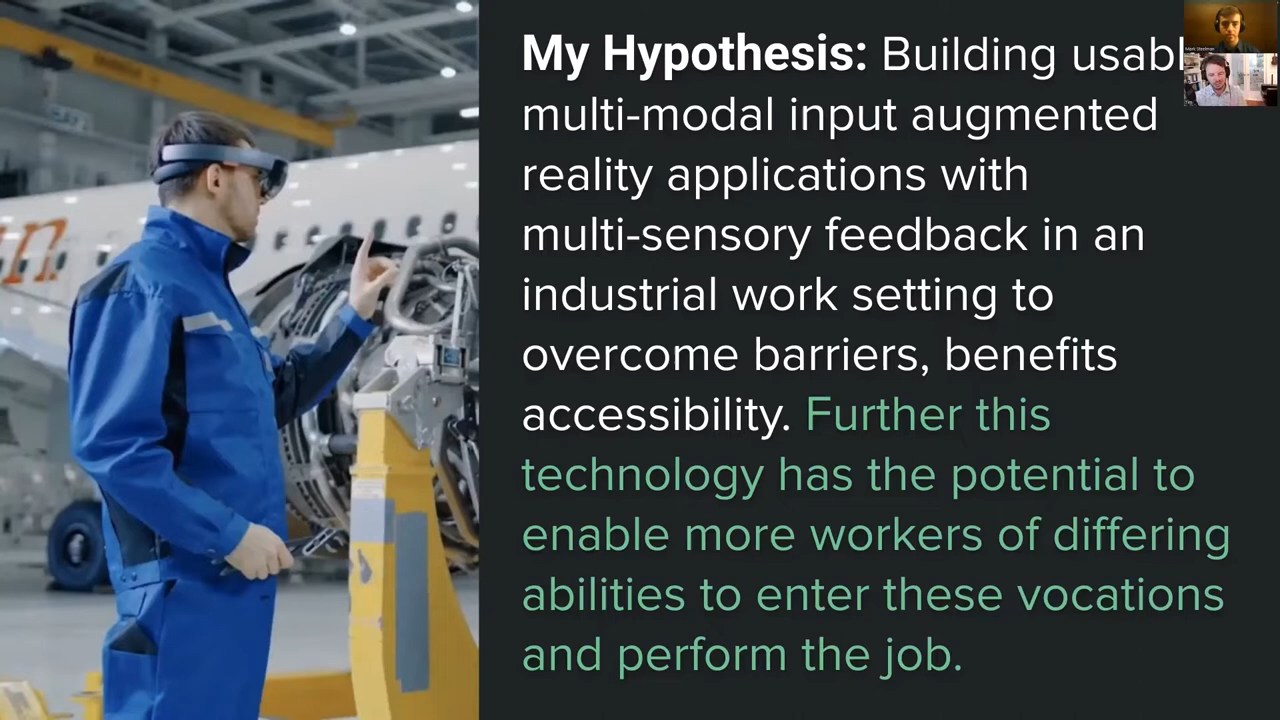 My Hypothesis: Building
multi-modal input augmented
reality applications with
multi-sensory feedback in an
industrial work setting to
overcome barriers, benefits
accessibility. Further this
technology has the potential to
enable more workers of differing
abilities to enter these vocations
and perform the job.